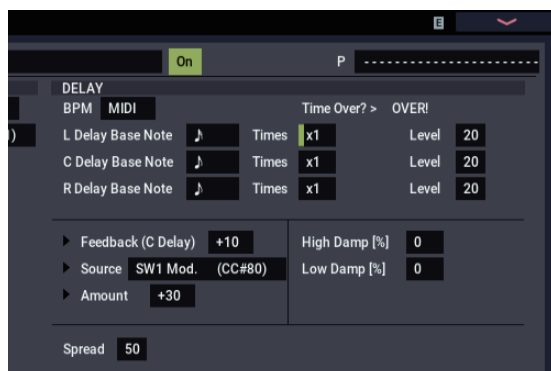 E
On P -----------------------
DELAY
BPM MIDI Time Over? > OVER!
) L Delay Base Note ♪ Times x1 Level 20
C Delay Base Note ♪ Times x1 Level 20
R Delay Base Note ♪ Times x1 Level 20
Feedback (C Delay) +10 High Damp [%] 0
Source SW1 Mod. (CC#80) Low Damp [%] 0
Amount +30
Spread 50